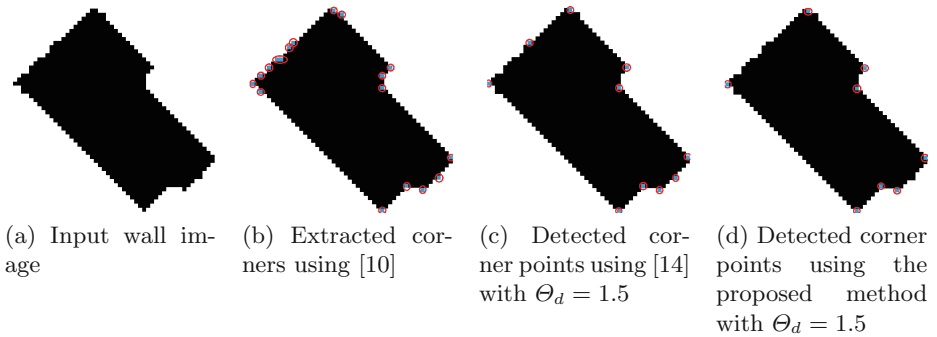 (a) Input wall im-
age
(b) Extracted cor-
ners using [10]
(c) Detected cor-
ner points using [14]
with Θd = 1.5
(d) Detected corner
points using the
proposed method
with Θd = 1.5